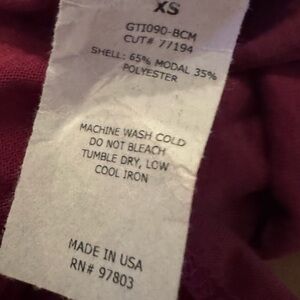 XS
GTI090-BCM
CUT# 77194
SHELL: 65% MODAL 35%
POLYESTER
MACHINE WASH COLD
DO NOT BLEACH
TUMBLE DRY, LOW
COOL IRON
MADE IN USA
RN# 97803